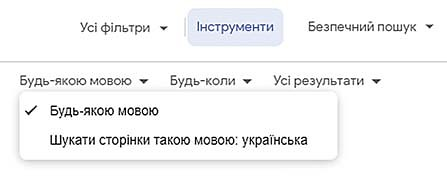 Усі фільтри Інструменти Безпечний пошук
Будь-якою мовою Будь-коли Усі результати
Будь-якою мовою
Шукати сторінки такою мовою: українська